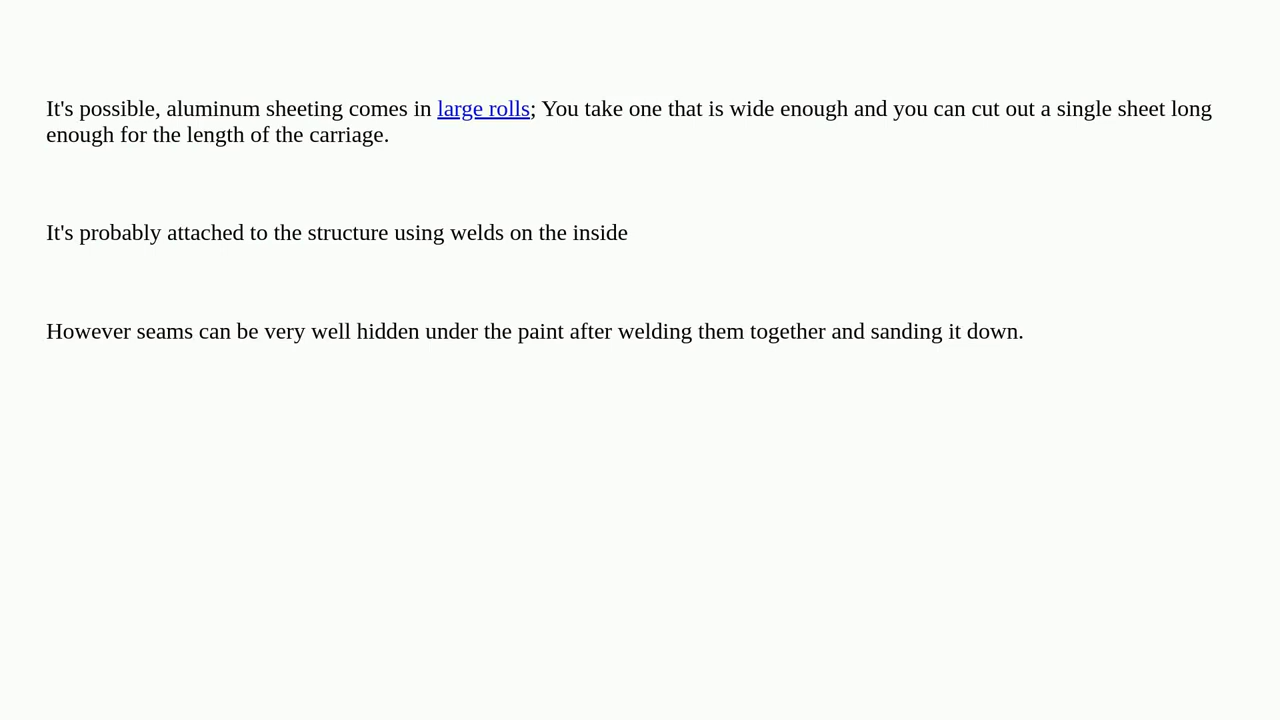 It's possible, aluminum sheeting comes in large rolls; You take one that is wide enough and you can cut out a single sheet long
enough for the length of the carriage.
It's probably attached to the structure using welds on the inside
However seams can be very well hidden under the paint after welding them together and sanding it down.